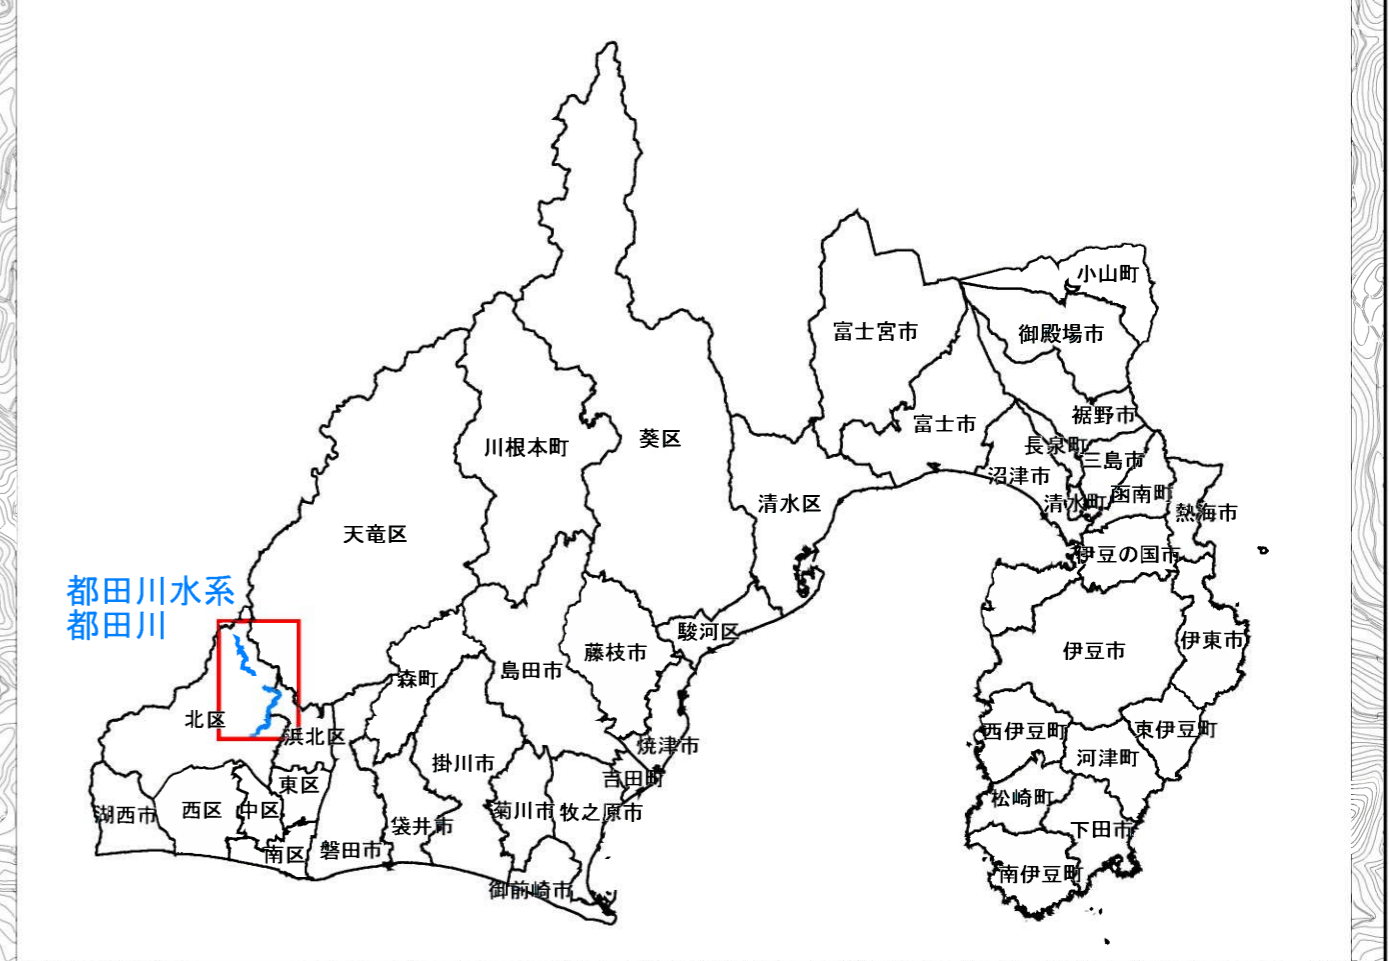 小山町
富士宮市
御殿場市
裾野市
富士市
葵区
川根本町
長泉町
三島市
沼津市
函南町
清水区
清水町
熱海市
天竜区
伊豆の国市
都田川水系
都田川
駿河区
伊東市
藤枝市
伊豆市
島田市
森町
北区
浜北区
西伊豆町
東伊豆町
焼津市
河津町
掛川市
吉田町
東区
松崎町
湖西市
西区
中区
菊川市
牧之原市
袋井市
下田市
南区
磐田市
南伊豆町
御前崎市